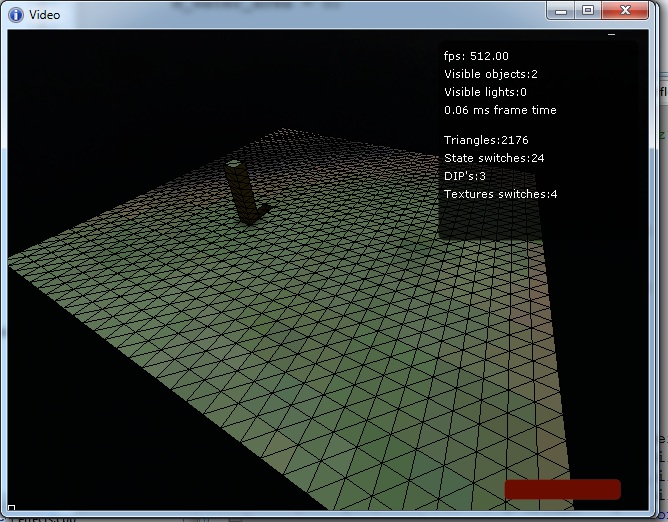 Video
fps: 512.00
Visible objects:2
Visible lights:0
0.06 ms frame time
Triangles:2176
State switches:24
DIP's:3
Textures switches:4